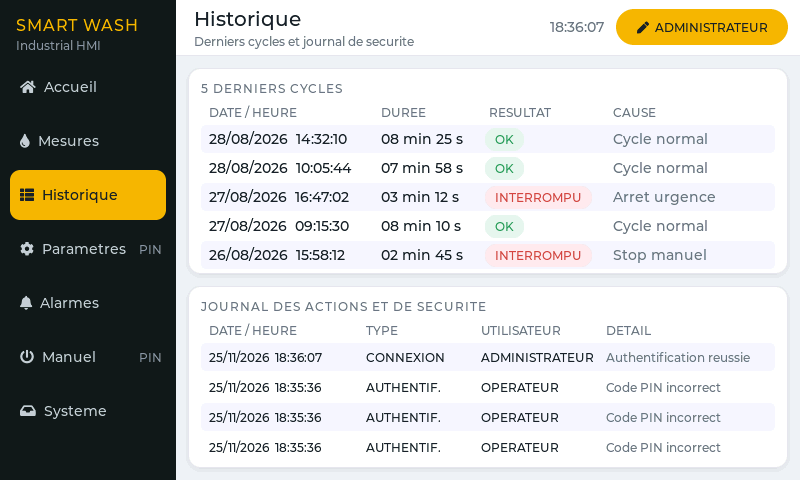 SMART WASH
Industrial HMI
Accueil
Mesures
Historique
Parametres PIN
Alarmes
Manuel PIN
Systeme
Historique
Derniers cycles et journal de securite
18:36:07
ADMINISTRATEUR
5 DERNIERS CYCLES
DATE / HEURE DUREE RESULTAT CAUSE
28/08/2026 14:32:10 08 min 25 s OK Cycle normal
28/08/2026 10:05:44 07 min 58 s OK Cycle normal
27/08/2026 16:47:02 03 min 12 s INTERROMPU Arret urgence
27/08/2026 09:15:30 08 min 10 s OK Cycle normal
26/08/2026 15:58:12 02 min 45 s INTERROMPU Stop manuel
JOURNAL DES ACTIONS ET DE SECURITE
DATE / HEURE TYPE UTILISATEUR DETAIL
25/11/2026 18:36:07 CONNEXION ADMINISTRATEUR Authentification reussie
25/11/2026 18:35:36 AUTHENTIF. OPERATEUR Code PIN incorrect
25/11/2026 18:35:36 AUTHENTIF. OPERATEUR Code PIN incorrect
25/11/2026 18:35:36 AUTHENTIF. OPERATEUR Code PIN incorrect